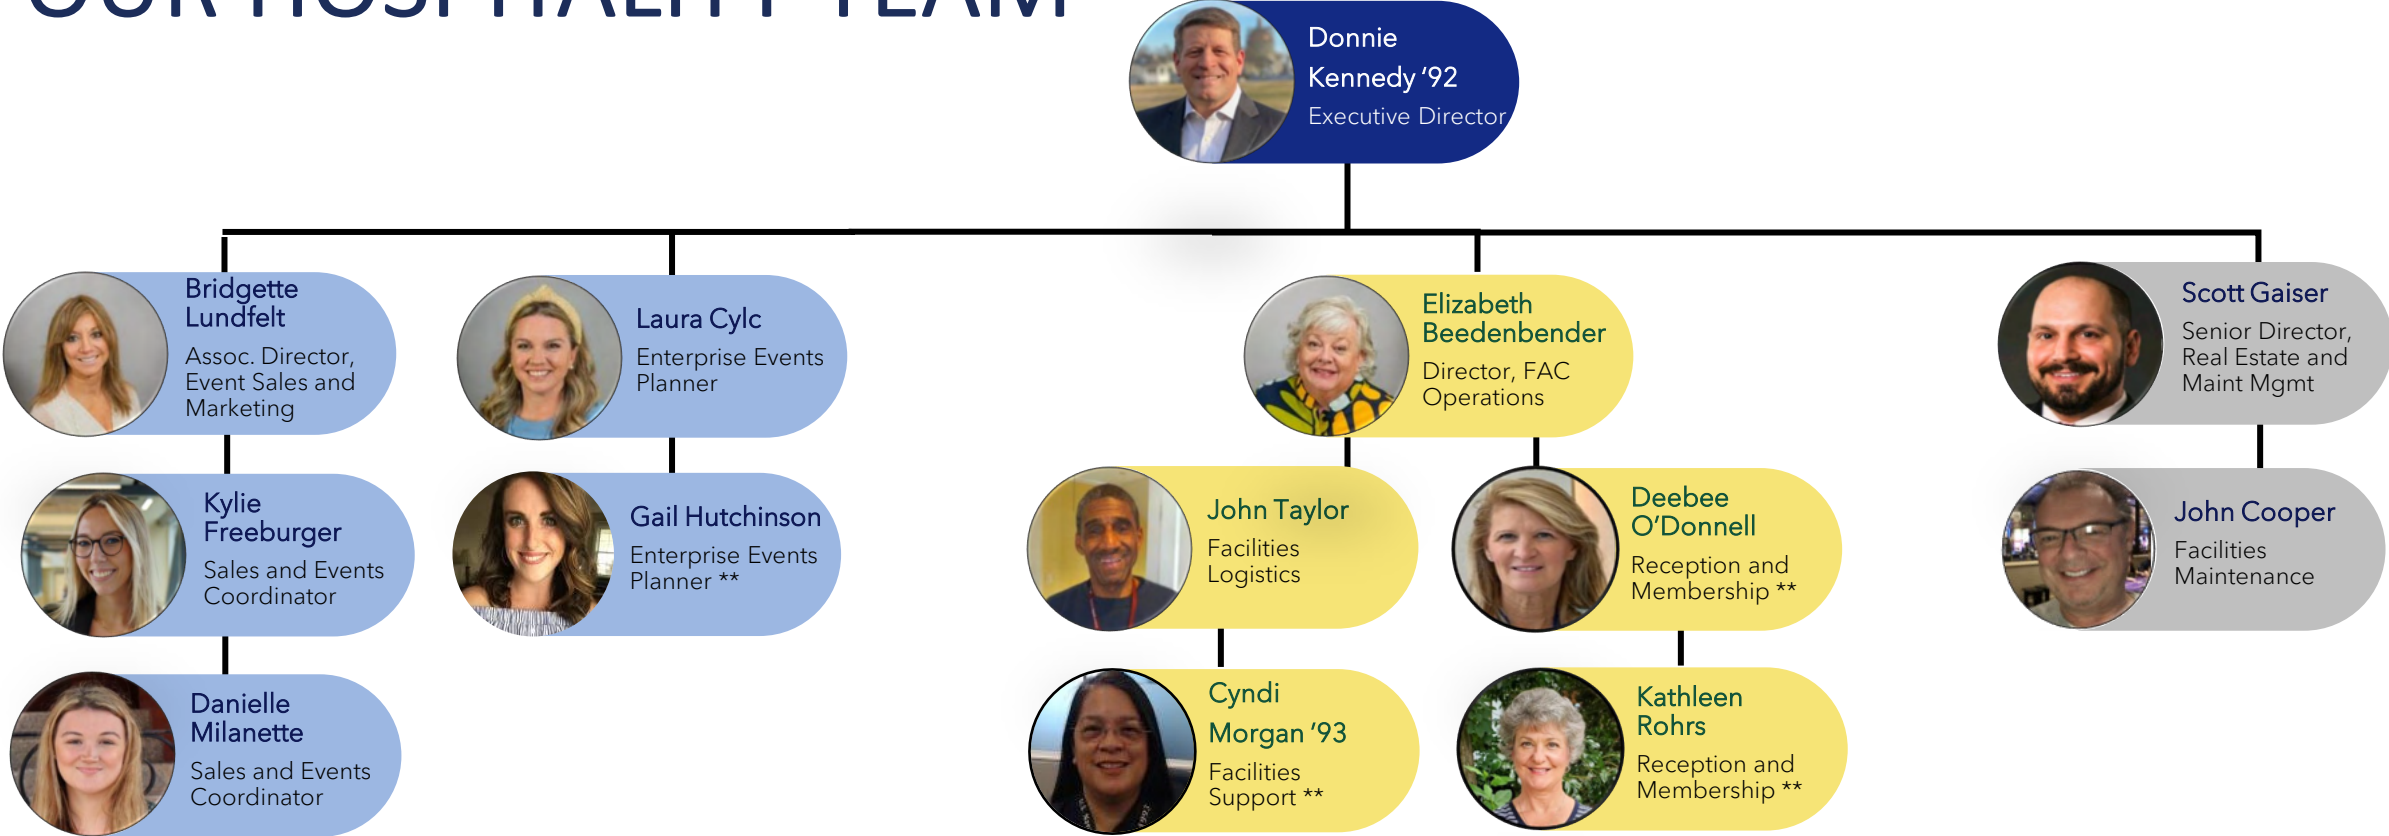 OUR HOSPITALITY TEAM
Donnie
Kennedy ‘92
Executive Director
Bridgette
Lundfelt
Assoc. Director,
Event Sales and
Marketing
Laura Cylc
Enterprise Events
Planner
Elizabeth
Beedenbender
Director, FAC
Operations
Scott Gaiser
Senior Director,
Real Estate and
Maint Mgmt
Kylie
Freeburger
Sales and Events
Coordinator
Gail Hutchinson
Enterprise Events
Planner **
John Taylor
Facilities
Logistics
Deebee
O’Donnell
Reception and
Membership **
John Cooper
Facilities
Maintenance
Danielle
Milanette
Sales and Events
Coordinator
Cyndi
Morgan ‘93
Facilities
Support **
Kathleen
Rohrs
Reception and
Membership **